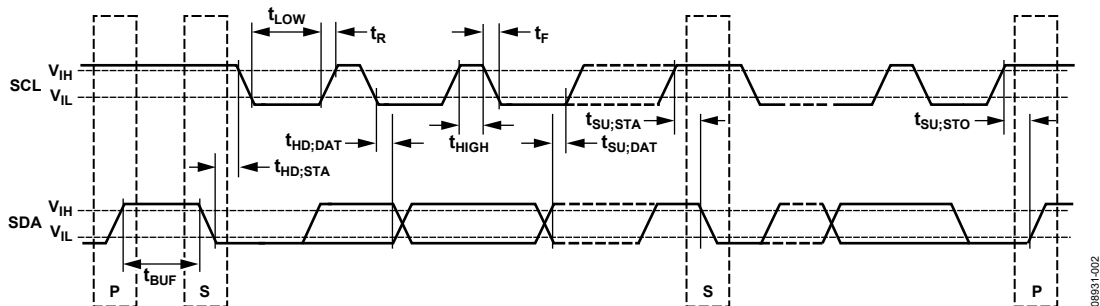 tLOW
tR
tF
SCL
VIH
VIL
tHD;DAT
tHIGH
tSU;STA
tSU;DAT
tSU;STO
tHD;STA
SDA
VIH
VIL
tBUF
P
S
S
P
08931-002